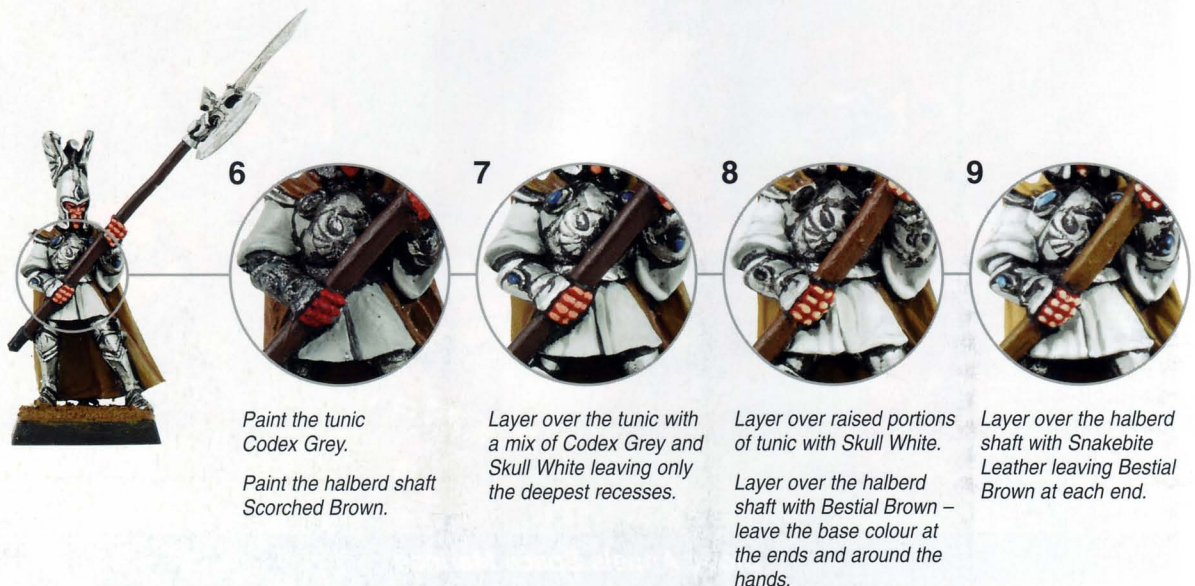 6
Paint the tunic
Codex Grey.
Paint the halberd shaft
Scorched Brown.
7
Layer over the tunic with
a mix of Codex Grey and
Skull White leaving only
the deepest recesses.
8
Layer over raised portions
of tunic with Skull White.
Layer over the halberd
shaft with Bestial Brown –
leave the base colour at
the ends and around the
hands.
9
Layer over the halberd
shaft with Snakebite
Leather leaving Bestial
Brown at each end.